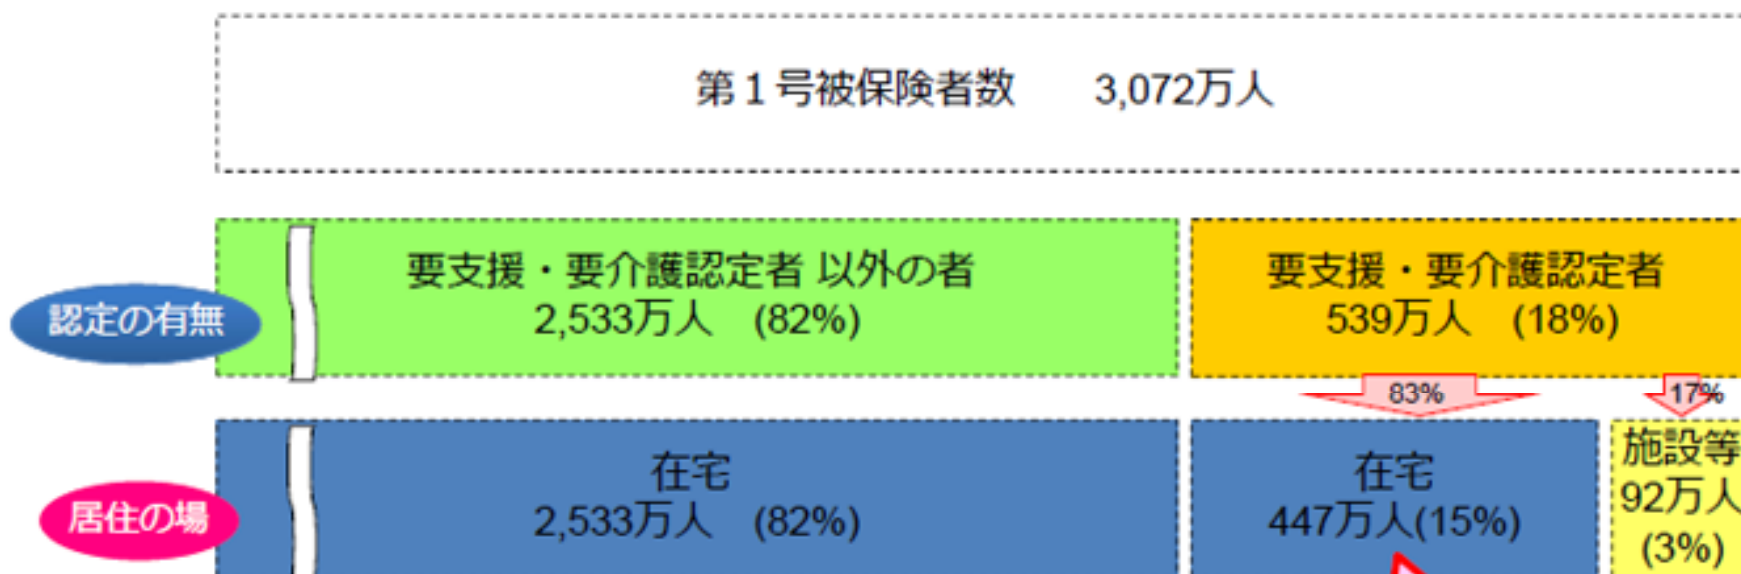 第１号被保険者数　　3,072万人
認定の有無
要支援・要介護認定者 以外の者
2,533万人　(82%)
要支援・要介護認定者
539万人　(18%)
83%
17%
居住の場
在宅
2,533万人　(82%)
在宅
447万人(15%)
施設等
92万人
(3%)